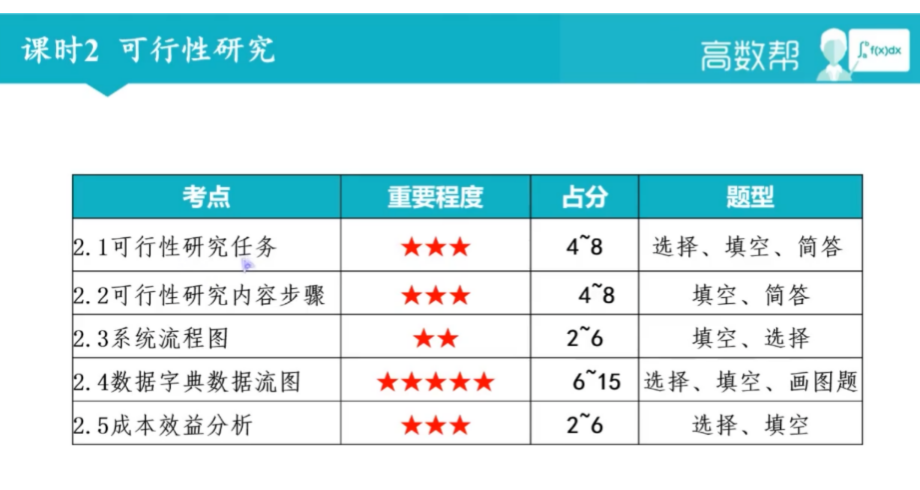 课时2 可行性研究
高数帮
f(x)dx
考点 重要程度 占分 题型
2.1可行性研究任务 ★★★ 4~8 选择、填空、简答
2.2可行性研究内容步骤 ★★★ 4~8 填空、简答
2.3系统流程图 ★★ 2~6 填空、选择
2.4数据字典数据流图 ★★★★★ 6~15 选择、填空、画图题
2.5成本效益分析 ★★★ 2~6 选择、填空